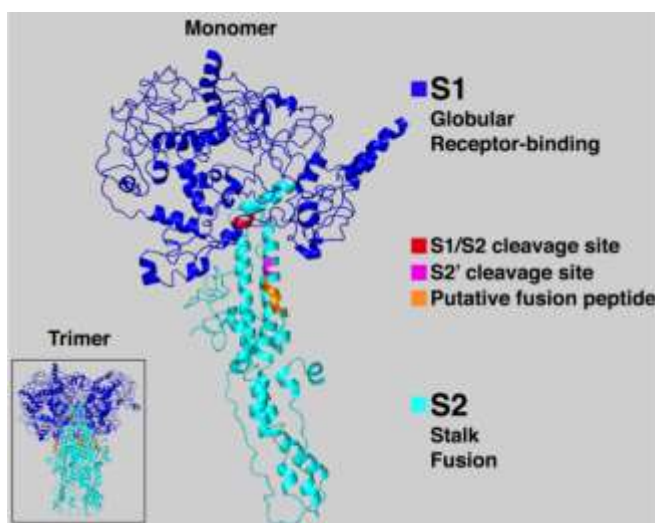 Monomer
S1
Globular
Receptor-binding
S1/S2 cleavage site
S2' cleavage site
Putative fusion peptide
Trimer
S2
Stalk
Fusion